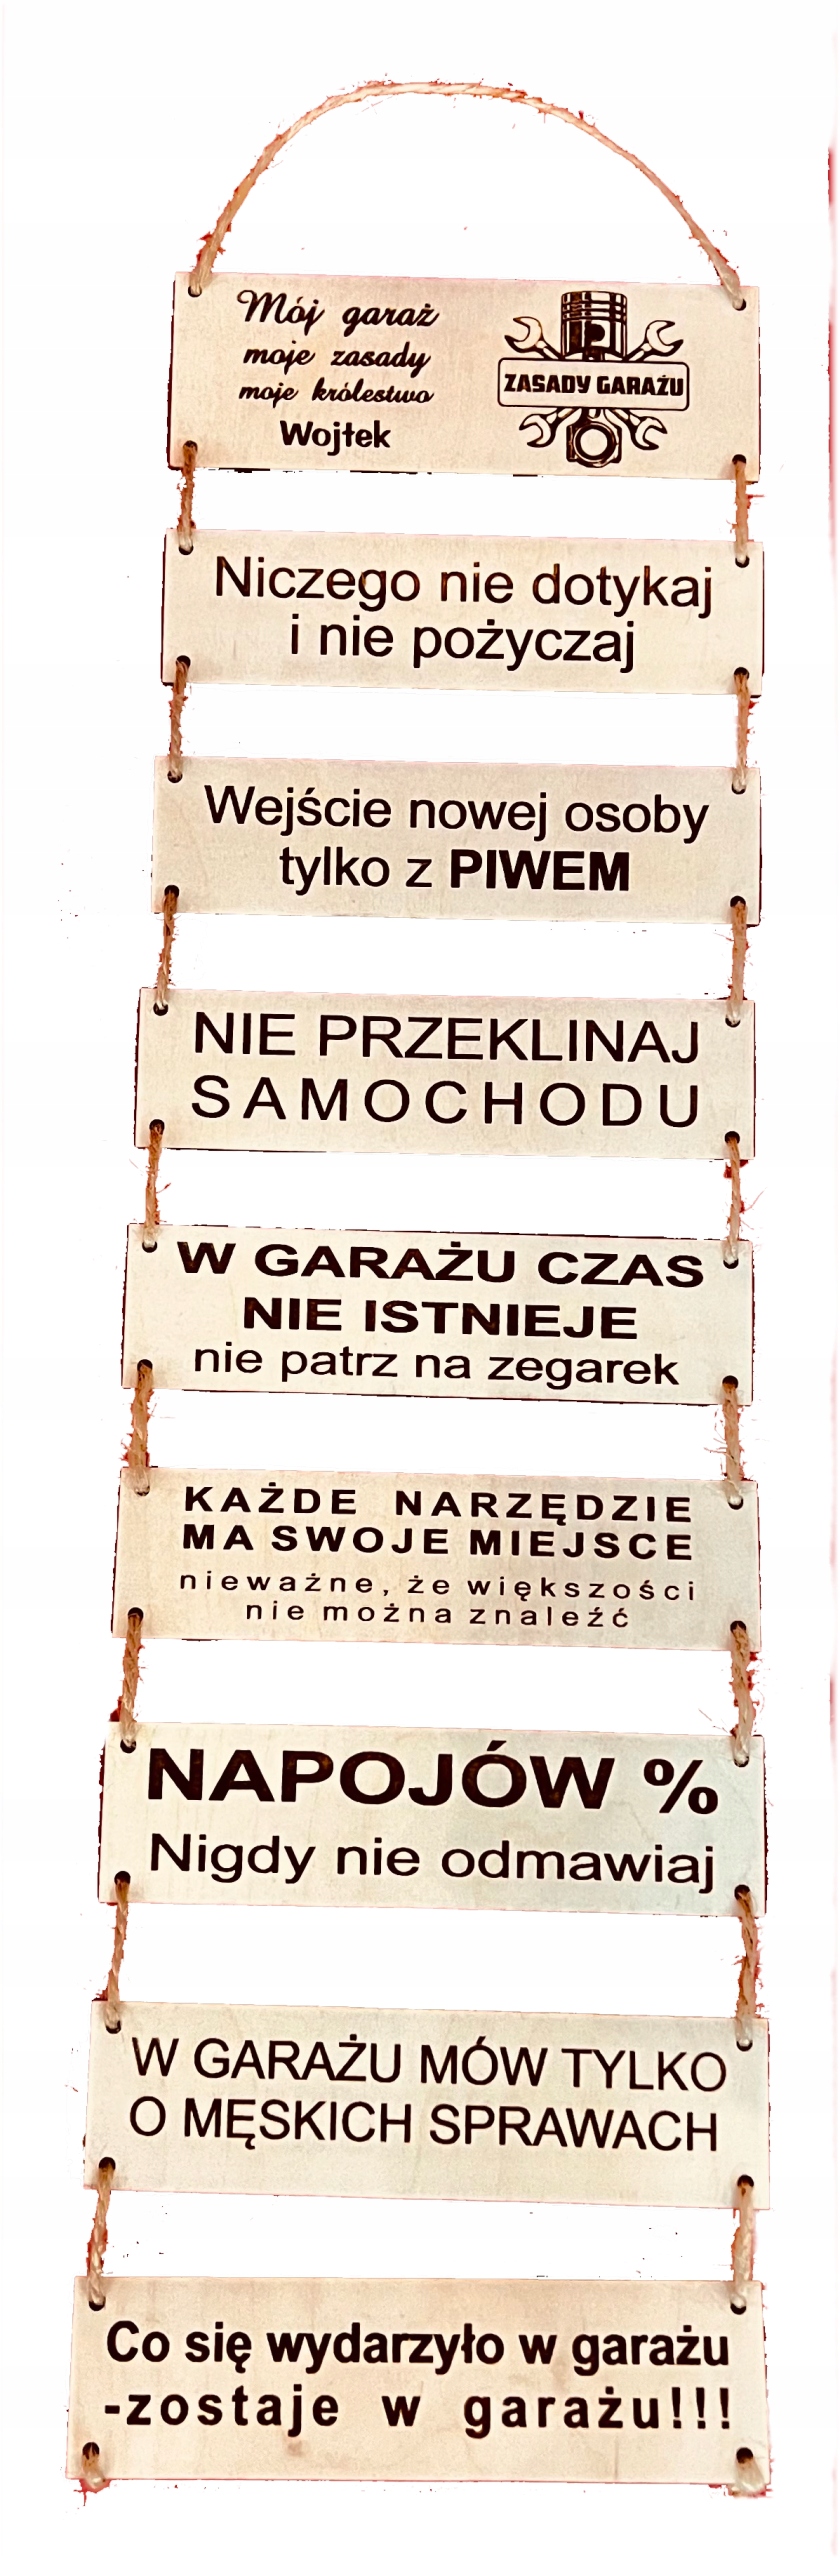 Mój garaż
moje zasady
moje królestwo
Wojtek
ZASADY GARAŻU
Niczego nie dotykaj
i nie pożyczaj
Wejście nowej osoby
tylko z PIWEM
NIE PRZEKLINAJ
SAMOCHODU
W GARAŻU CZAS
NIE ISTNIEJE
nie patrz na zegarek
KAŻDE NARZĘDZIE
MA SWOJE MIEJSCE
nieważne, że większości
nie można znaleźć
NAPOJÓW %
Nigdy nie odmawiaj
W GARAŻU MÓW TYLKO
O MĘSKICH SPRAWACH
Co się wydarzyło w garażu
-zostaje w garażu!!!